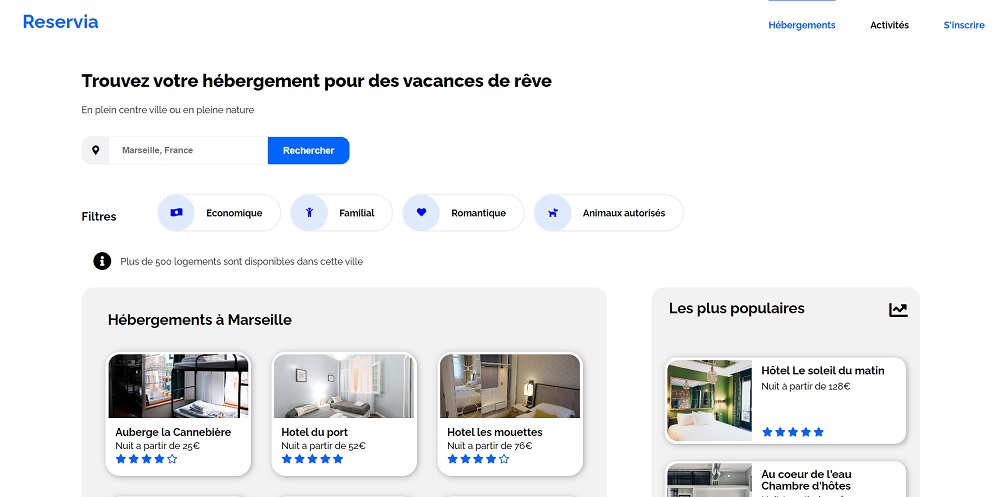 Reservia
Hébergements
Activités
S'inscrire
Trouvez votre hébergement pour des vacances de rêve
En plein centre ville ou en pleine nature
Marseille, France
Rechercher
Filtres
Economique
Familial
Romantique
Animaux autorisés
Plus de 500 logements sont disponibles dans cette ville
Hébergements à Marseille
Auberge la Cannebière
Nuit a partir de 25€
Hotel du port
Nuit a partir de 52€
Hotel les mouettes
Nuit a partir de 76€
Les plus populaires
Hôtel Le soleil du matin
Nuit à partir de 128€
Au coeur de l'eau
Chambre d'hôtes